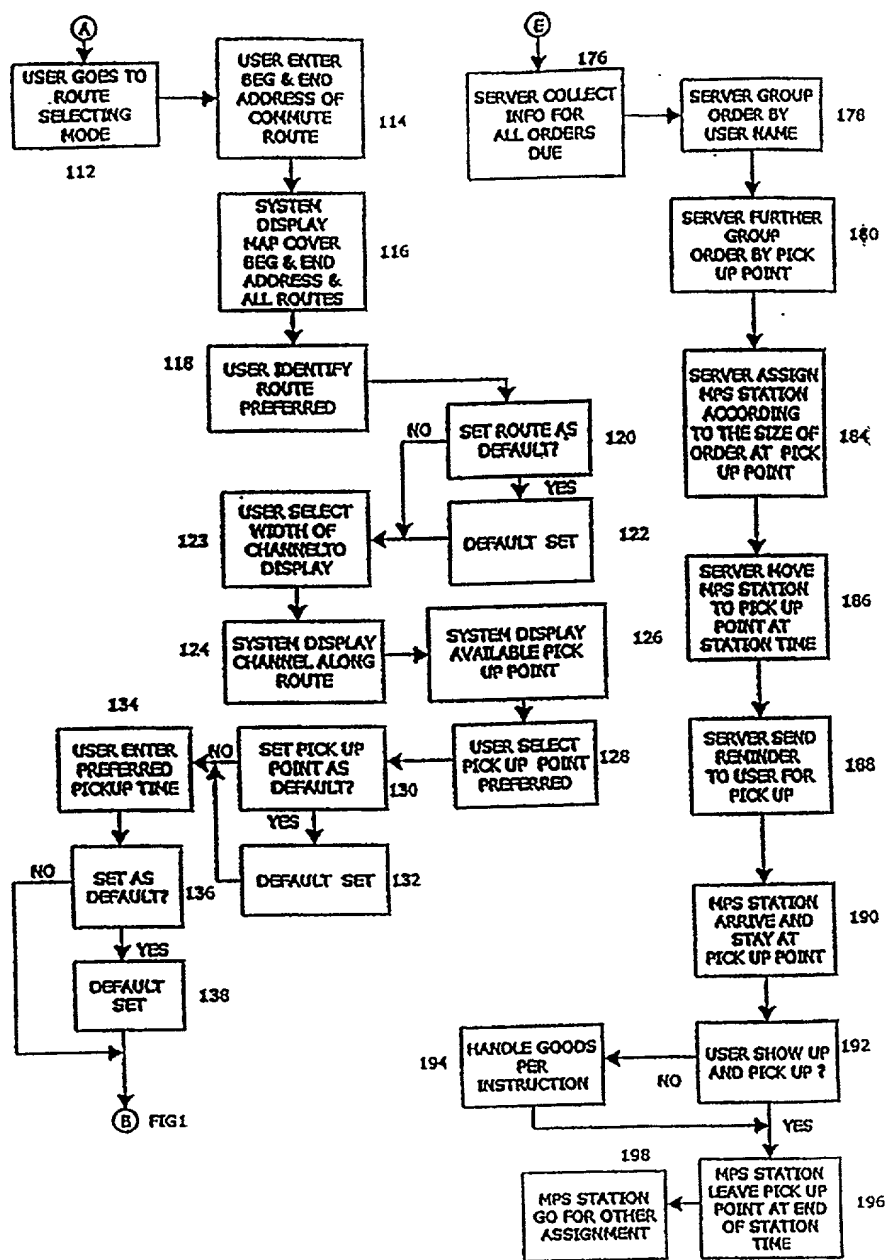 A
USER GOES TO
ROUTE
SELECTING
MODE
112
USER ENTER
BEG & END
ADDRESS OF
COMMUTE
ROUTE
114
SYSTEM
DISPLAY
MAP COVER
BEG & END
ADDRESS &
ALL ROUTES
116
118
USER IDENTIFY
ROUTE
PREFERRED
SET ROUTE AS
DEFAULT?
120
NO
YES
DEFAULT SET
122
123
USER SELECT
WIDTH OF
CHANNELTO
DISPLAY
124
SYSTEM DISPLAY
CHANNEL ALONG
ROUTE
SYSTEM DISPLAY
AVAILABLE PICK
UP POINT
126
USER SELECT
PICK UP POINT
PREFERRED
128
SET PICK UP
POINT AS
DEFAULT?
130
NO
YES
DEFAULT SET
132
134
USER ENTER
PREFERRED
PICKUP TIME
SET AS
DEFAULT?
136
NO
YES
DEFAULT
SET
138
B FIG1
E
176
SERVER COLLECT
INFO FOR
ALL ORDERS
DUE
SERVER GROUP
ORDER BY
USER NAME
178
SERVER FURTHER
GROUP
ORDER BY PICK
UP POINT
180
SERVER ASSIGN
MPS STATION
ACCORDING
TO THE SIZE OF
ORDER AT PICK
UP POINT
184
SERVER MOVE
MPS STATION
TO PICK UP
POINT AT
STATION TIME
186
SERVER SEND
REMINDER
TO USER FOR
PICK UP
188
MPS STATION
ARRIVE AND
STAY AT
PICK UP POINT
190
USER SHOW UP
AND PICK UP ?
192
NO
YES
194
HANDLE GOODS
PER
INSTRUCTION
MPS STATION
LEAVE PICK UP
POINT AT END
OF STATION
TIME
196
198
MPS STATION
GO FOR OTHER
ASSIGNMENT